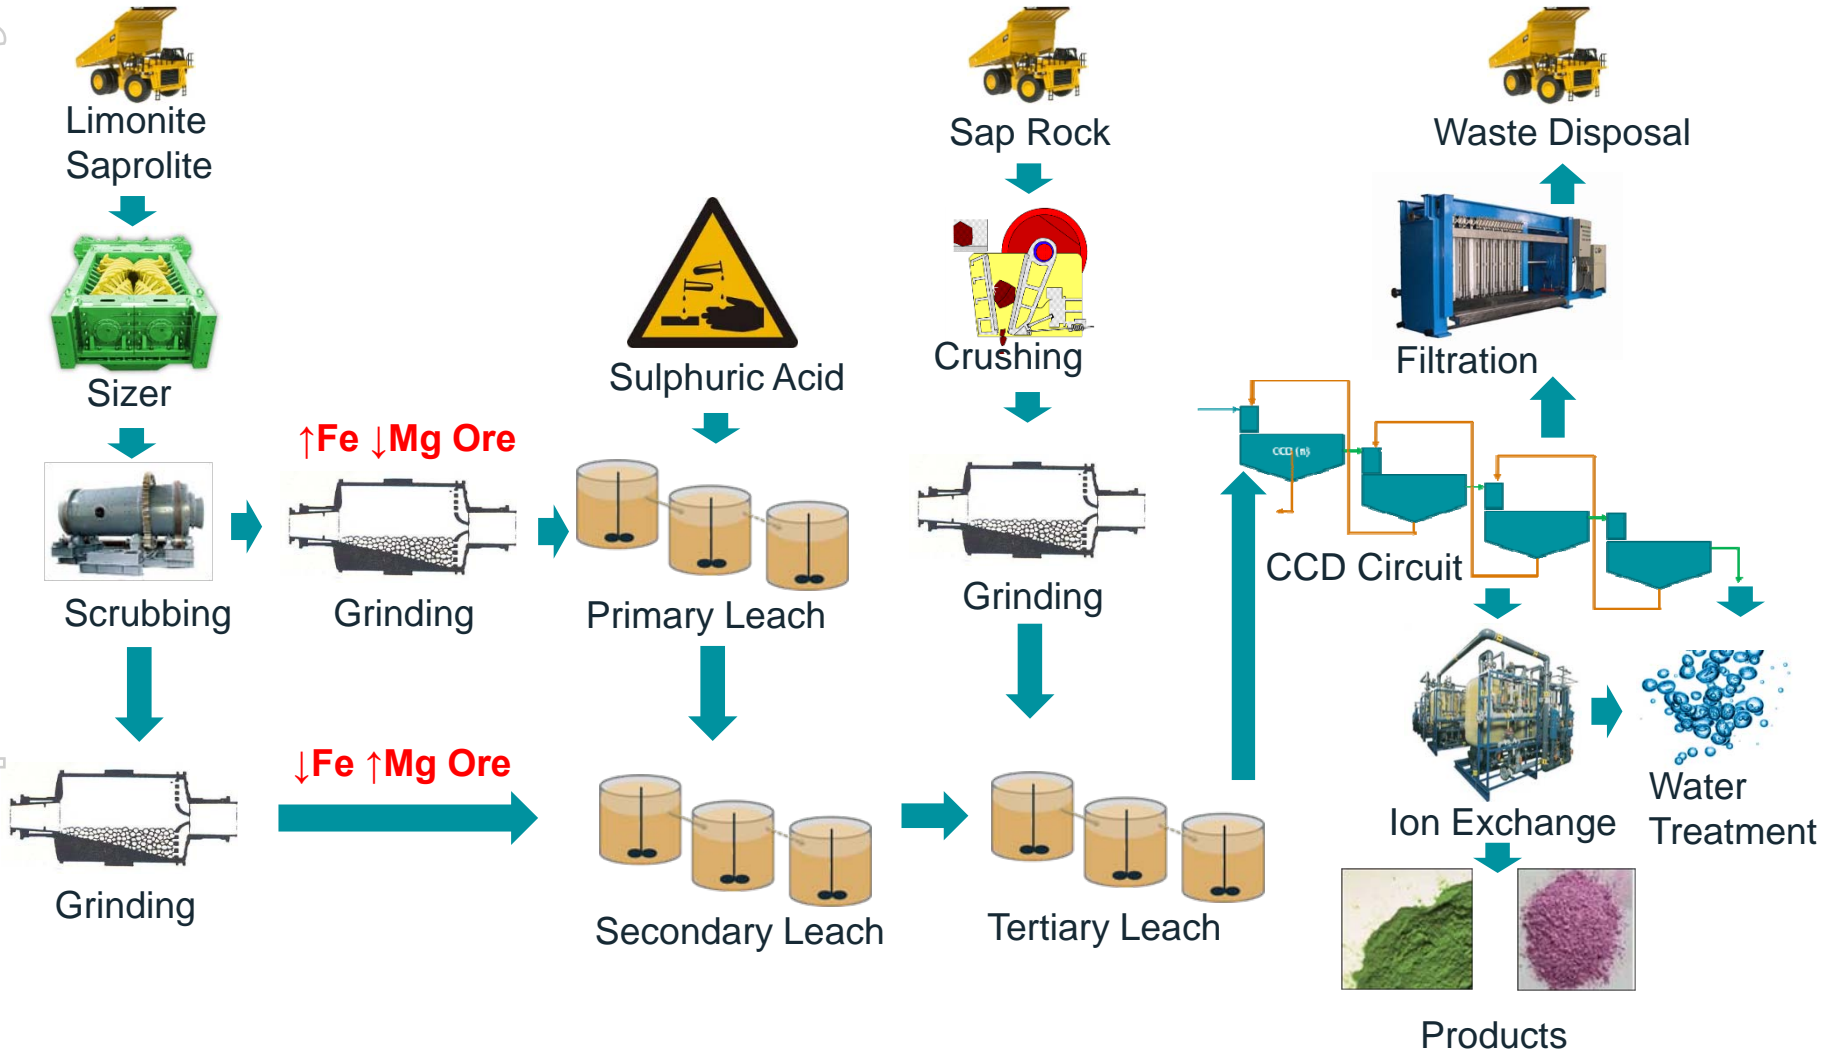 Limonite
Saprolite
Sizer
Scrubbing
Grinding
↑Fe ↓Mg Ore
Grinding
↓Fe ↑Mg Ore
Sulphuric Acid
Primary Leach
Secondary Leach
Sap Rock
Crushing
Grinding
Tertiary Leach
Waste Disposal
Filtration
CCD (n)
CCD Circuit
Ion Exchange
Water
Treatment
Products